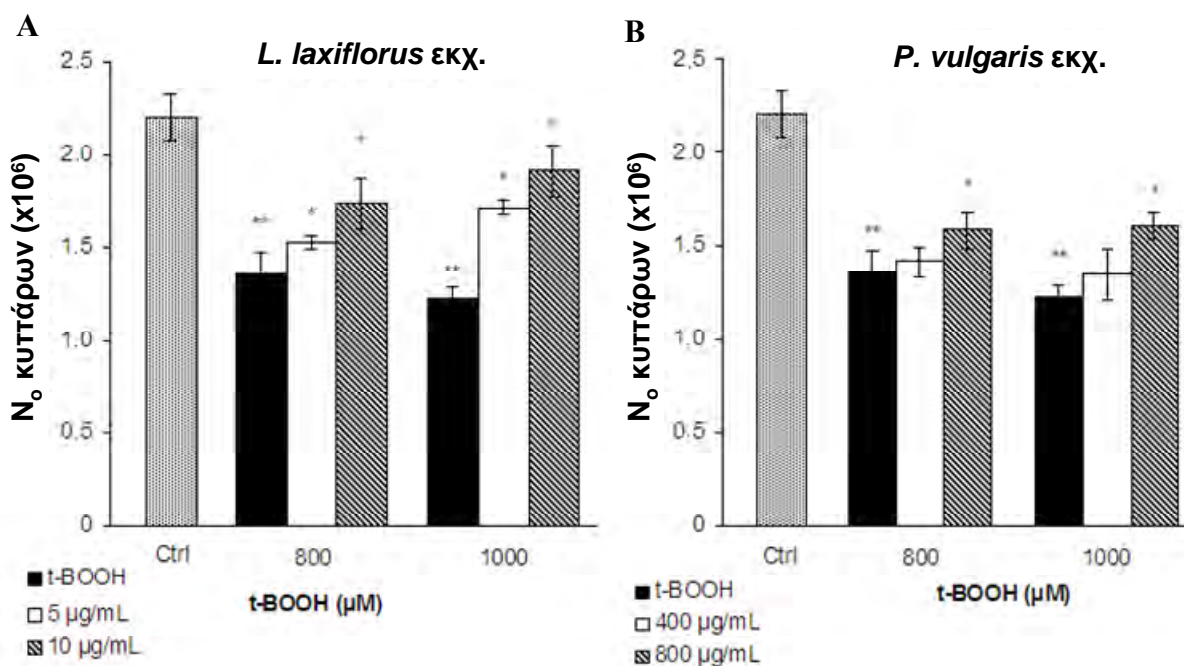 A
L. laxiflorus εκχ.
2.5
2.0
1.5
1.0
0.5
0
Nο κυττάρων (x10⁶)
**
*
+
**
*
*
Ctrl
800
1000
t-BOOH (μM)
t-BOOH
5 μg/mL
10 μg/mL
B
P. vulgaris εκχ.
2.5
2.0
1.5
1.0
0.5
0
Nο κυττάρων (x10⁶)
**
*
**
*
Ctrl
800
1000
t-BOOH (μM)
t-BOOH
400 μg/mL
800 μg/mL